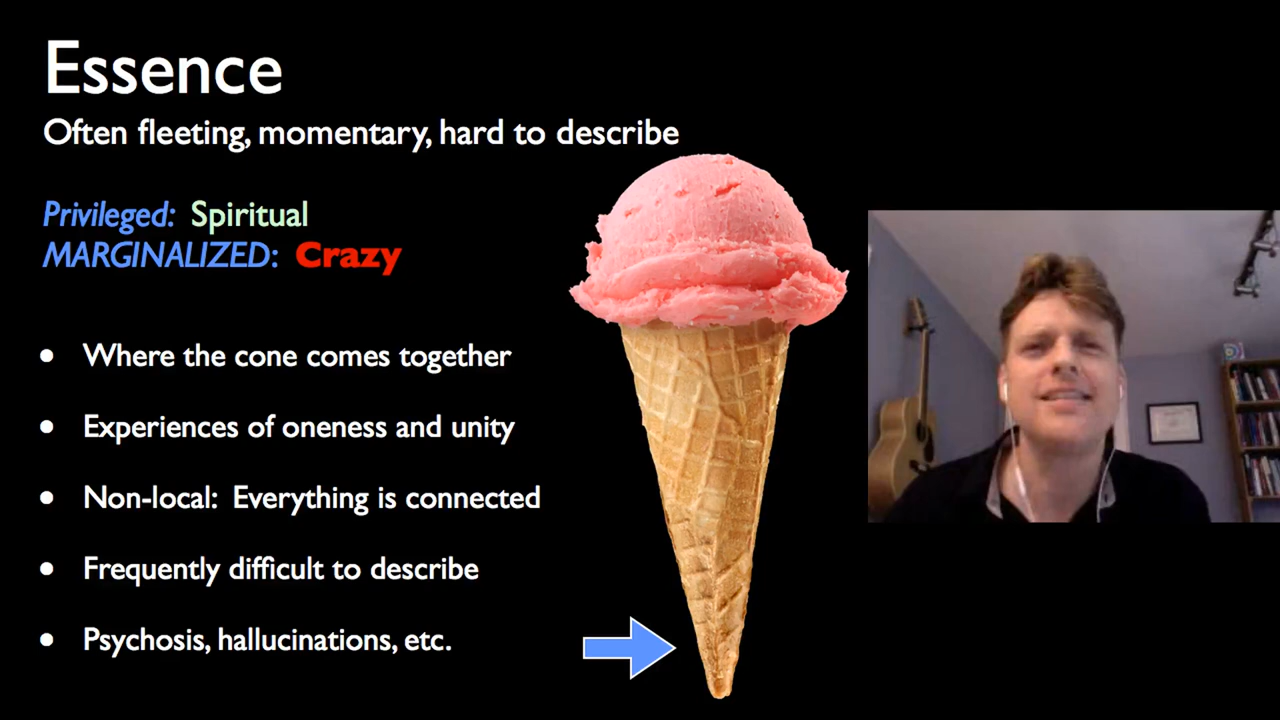 Essence
Often fleeting, momentary, hard to describe
Privileged: Spiritual
MARGINALIZED: Crazy
• Where the cone comes together
• Experiences of oneness and unity
• Non-local: Everything is connected
• Frequently difficult to describe
• Psychosis, hallucinations, etc.